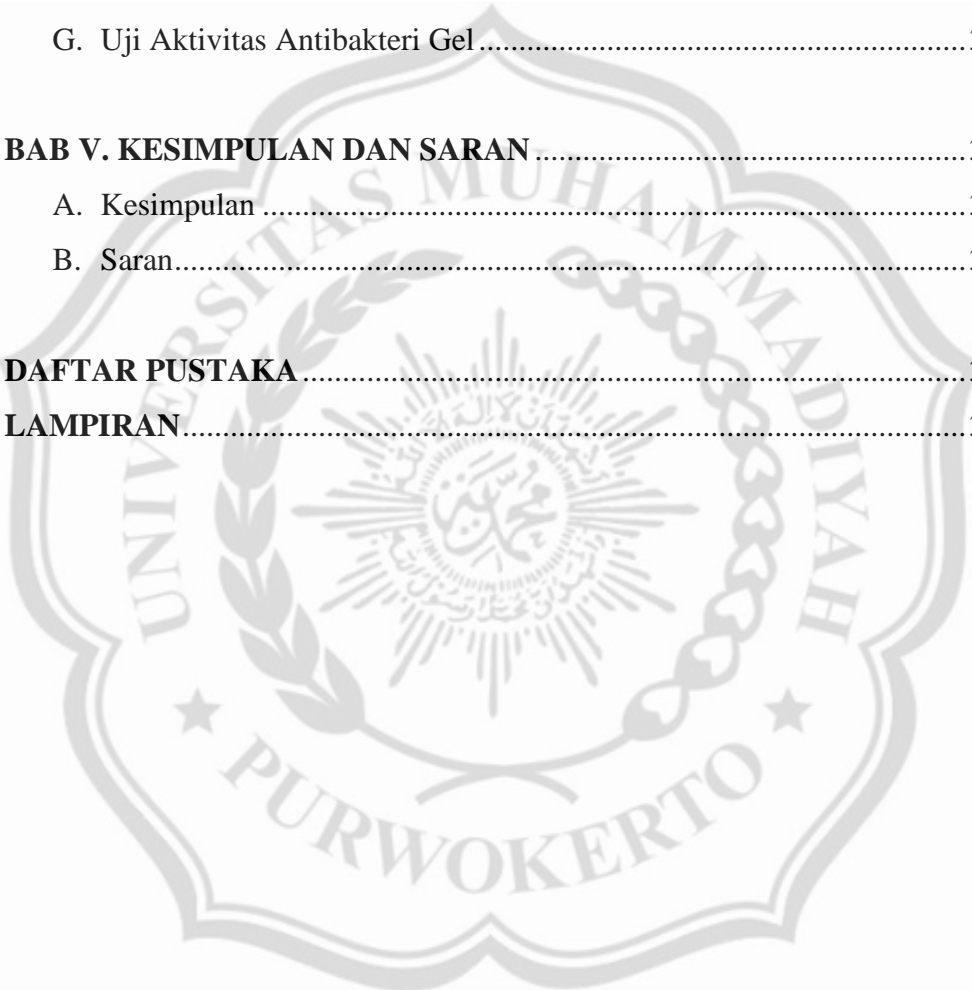 G. Uji Aktivitas Antibakteri Gel
BAB V. KESIMPULAN DAN SARAN
A. Kesimpulan
B. Saran
DAFTAR PUSTAKA
LAMPIRAN
UNIVERSITAS MUHAMMADIYAH
PURWOKERTO